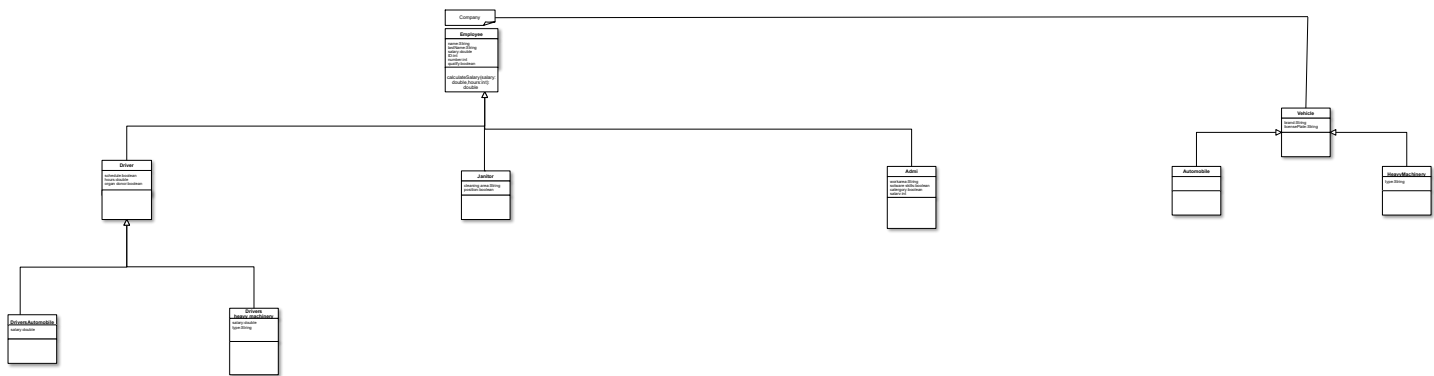 Company
Employee
name:String
lastName:String
salary:double
ID:int
number:int
qualify:boolean
calculateSalary(salary:
double,hours:int)
double
Vehicle
brand:String
licensePlate:String
Driver
schedule:boolean
hours:double
organ donor:boolean
Janitor
cleaning area:String
position:boolean
Admi
workarea:String
software skills:boolean
category:boolean
salary:int
Automobile
HeavyMachinery
type:String
DriversAutomobile
salary:double
Drivers
heavy machinery
salary:double
type:String